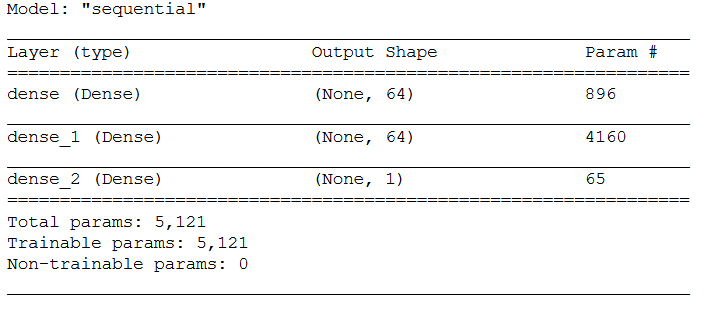 Model: "sequential"
Layer (type) Output Shape Param #
dense (Dense) (None, 64) 896
dense_1 (Dense) (None, 64) 4160
dense_2 (Dense) (None, 1) 65
Total params: 5,121
Trainable params: 5,121
Non-trainable params: 0